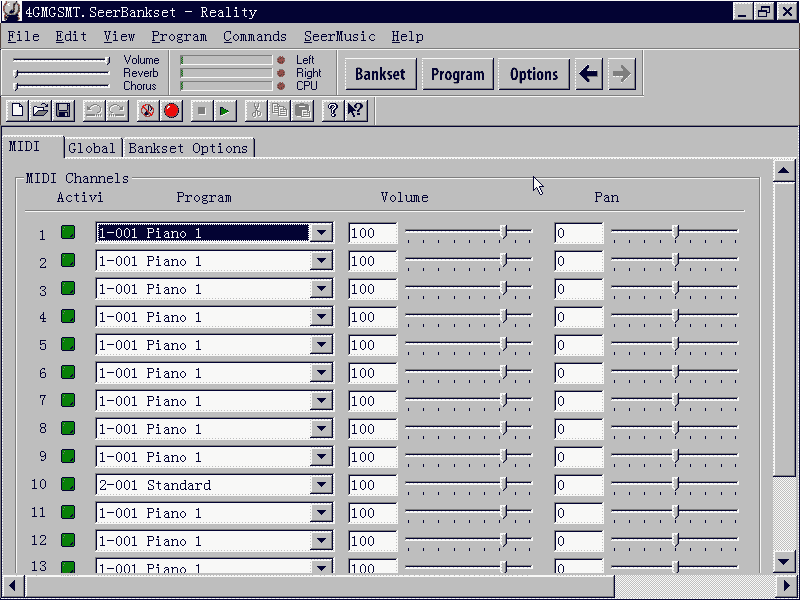 4GMGSMT.SeerBankset - Reality
File Edit View Program Commands SeerMusic Help
Volume Left
Reverb Right
Chorus CPU
Bankset Program Options
MIDI Global Bankset Options
MIDI Channels
Activi Program Volume Pan
1 1-001 Piano 1 100 0
2 1-001 Piano 1 100 0
3 1-001 Piano 1 100 0
4 1-001 Piano 1 100 0
5 1-001 Piano 1 100 0
6 1-001 Piano 1 100 0
7 1-001 Piano 1 100 0
8 1-001 Piano 1 100 0
9 1-001 Piano 1 100 0
10 2-001 Standard 100 0
11 1-001 Piano 1 100 0
12 1-001 Piano 1 100 0
13 1-001 Piano 1 100 0